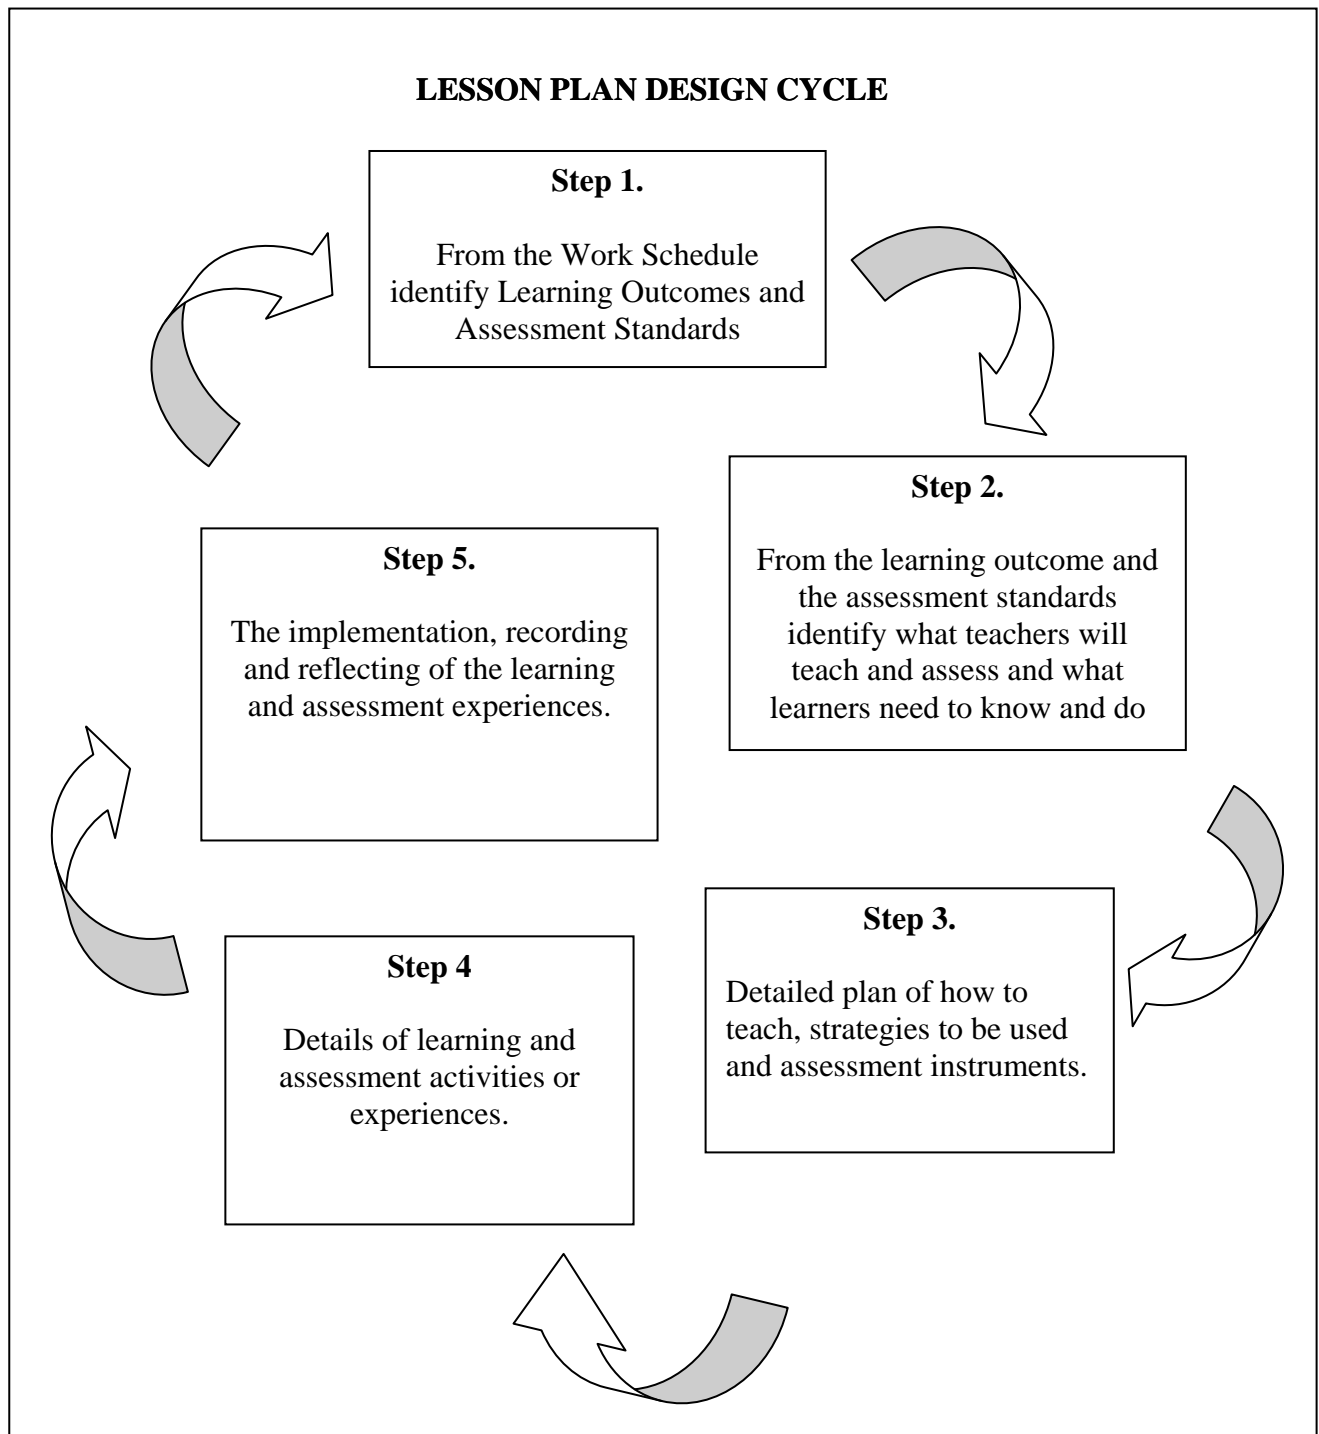 LESSON PLAN DESIGN CYCLE
Step 1.
From the Work Schedule
identify Learning Outcomes and
Assessment Standards
Step 2.
From the learning outcome and
the assessment standards
identify what teachers will
teach and assess and what
learners need to know and do
Step 3.
Detailed plan of how to
teach, strategies to be used
and assessment instruments.
Step 4
Details of learning and
assessment activities or
experiences.
Step 5.
The implementation, recording
and reflecting of the learning
and assessment experiences.